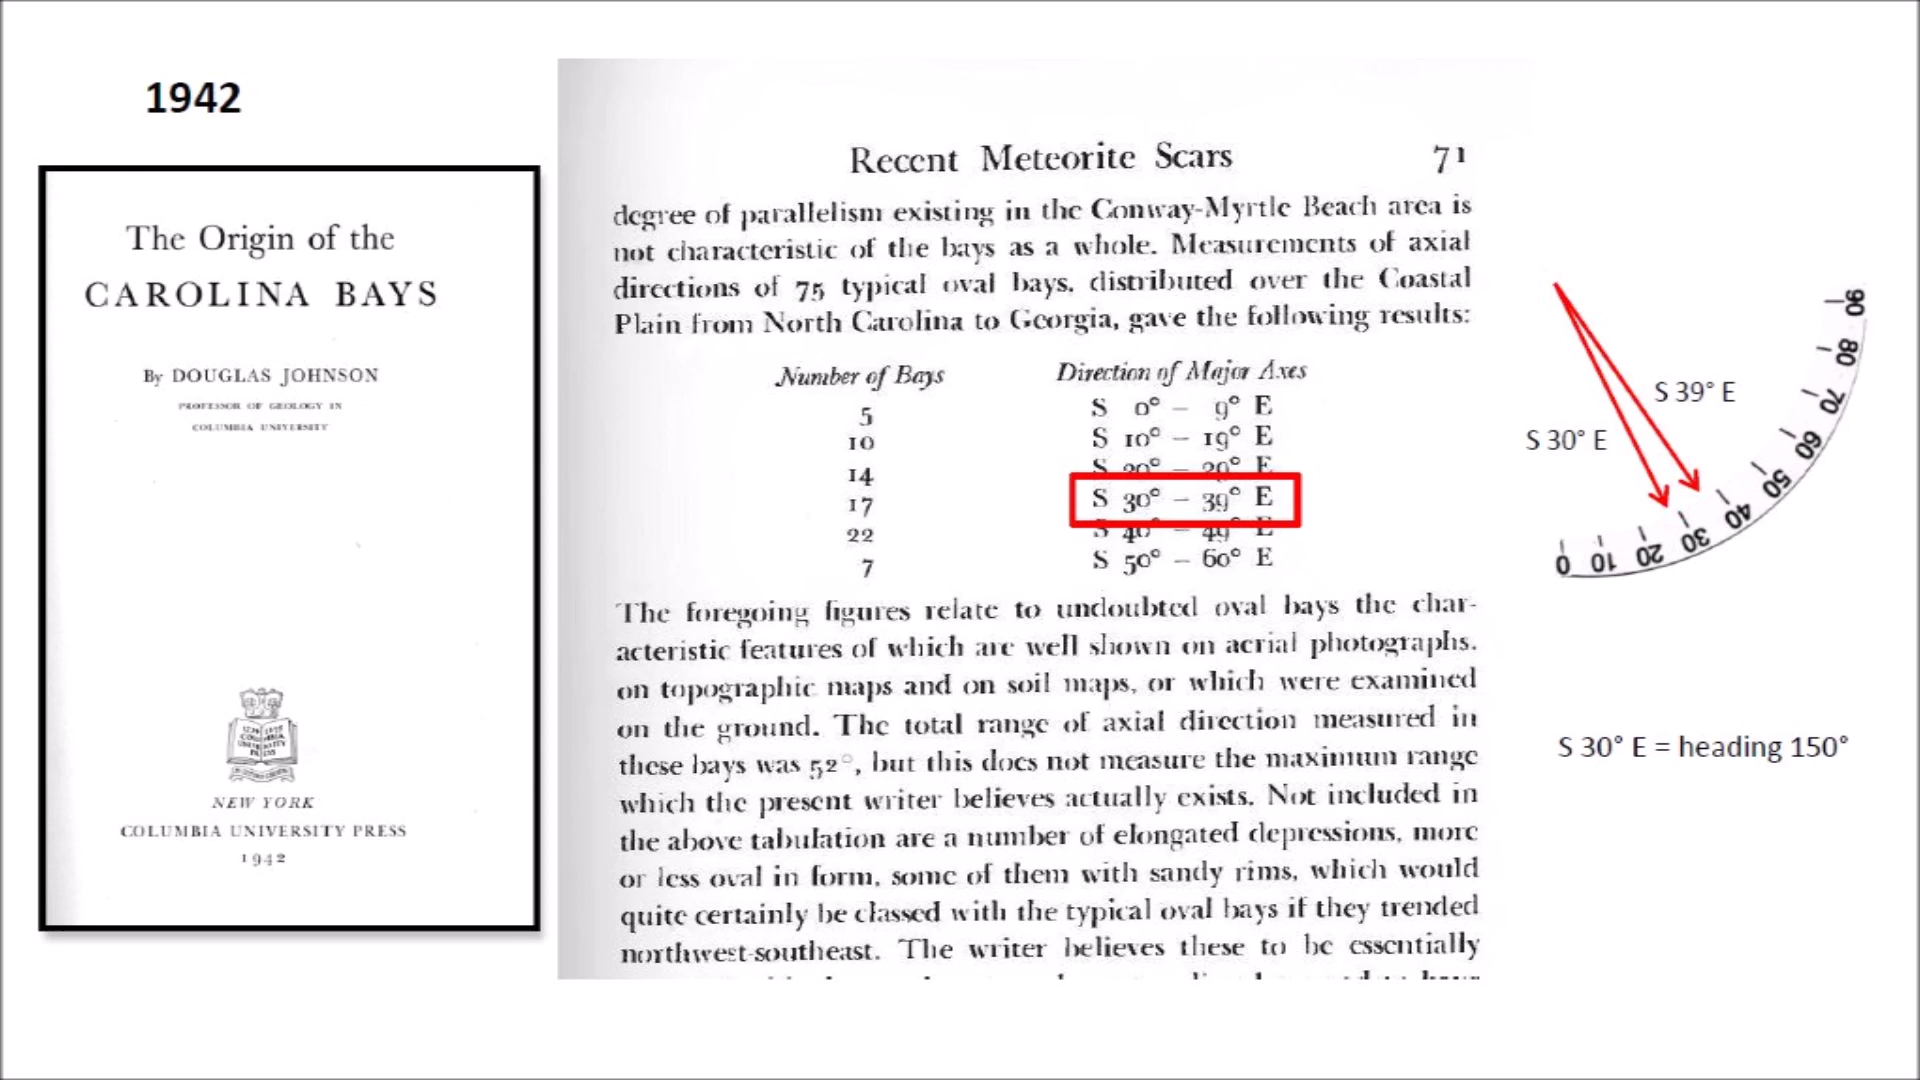 1942
The Origin of the
CAROLINA BAYS
By DOUGLAS JOHNSON
PROFESSOR OF GEOLOGY IN
COLUMBIA UNIVERSITY
NEW YORK
COLUMBIA UNIVERSITY PRESS
1942
Recent Meteorite Scars 71
degree of parallelism existing in the Conway-Myrtle Beach area is
not characteristic of the bays as a whole. Measurements of axial
directions of 75 typical oval bays, distributed over the Coastal
Plain from North Carolina to Georgia, gave the following results:
Number of Bays Direction of Major Axes
5 S 0° – 9° E
10 S 10° – 19° E
14 S 20° – 29° E
17 S 30° – 39° E
22 S 40° – 49° E
7 S 50° – 60° E
The foregoing figures relate to undoubted oval bays the char-
acteristic features of which are well shown on aerial photographs,
on topographic maps and on soil maps, or which were examined
on the ground. The total range of axial direction measured in
these bays was 52°, but this does not measure the maximum range
which the present writer believes actually exists. Not included in
the above tabulation are a number of elongated depressions, more
or less oval in form, some of them with sandy rims, which would
quite certainly be classed with the typical oval bays if they trended
northwest-southeast. The writer believes these to be essentially
S 39° E
S 30° E
0 10 20 30 40 50 60 70 80 90
S 30° E = heading 150°